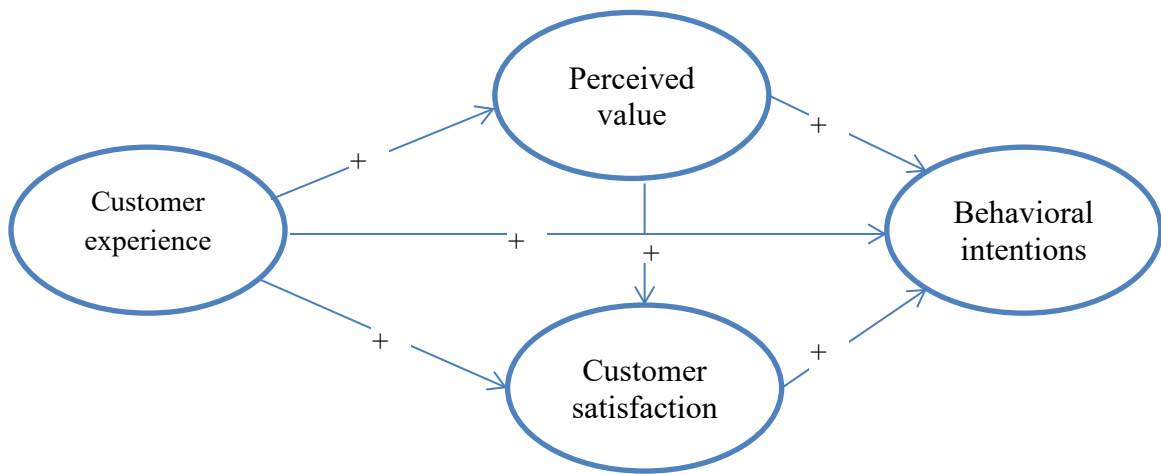 Perceived
value
+
+
Customer
experience
Behavioral
intentions
+
+
+
+
Customer
satisfaction